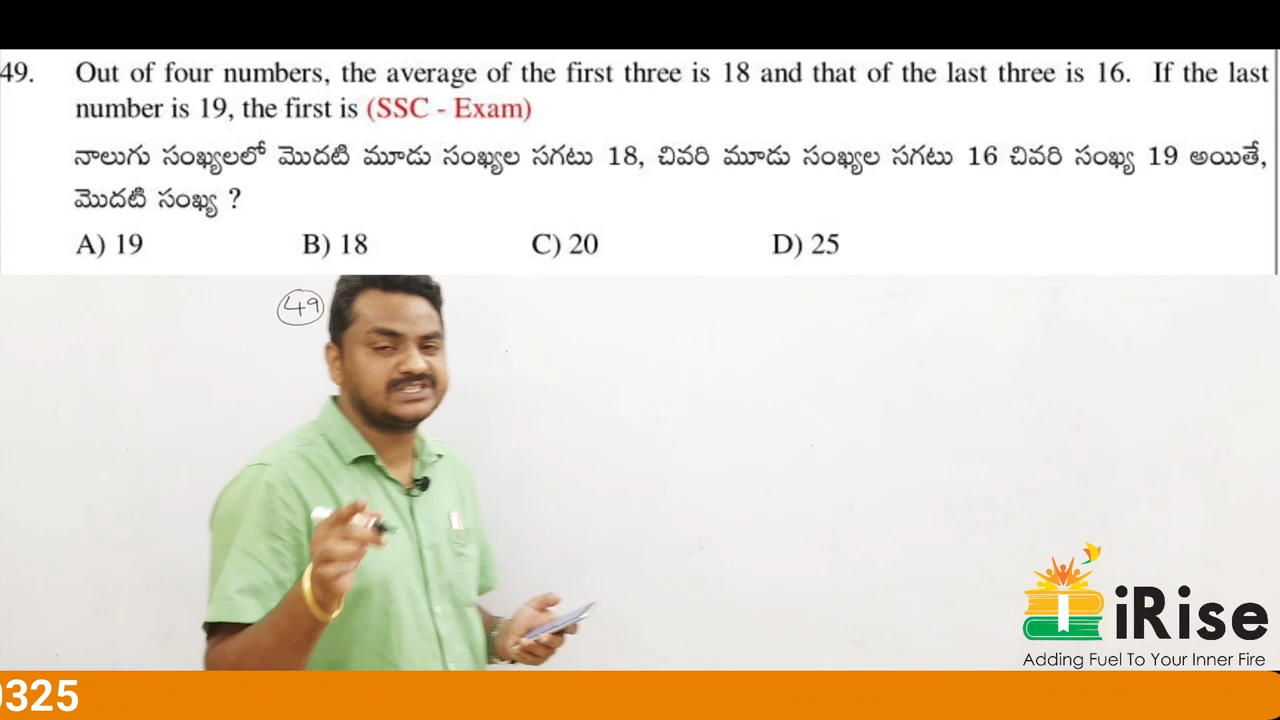 49. Out of four numbers, the average of the first three is 18 and that of the last three is 16. If the last
number is 19, the first is (SSC - Exam)
నాలుగు సంఖ్యలలో మొదటి మూడు సంఖ్యల సగటు 18, చివరి మూడు సంఖ్యల సగటు 16 చివరి సంఖ్య 19 అయితే,
మొదటి సంఖ్య ?
A) 19 B) 18 C) 20 D) 25
49
iRise
Adding Fuel To Your Inner Fire
325